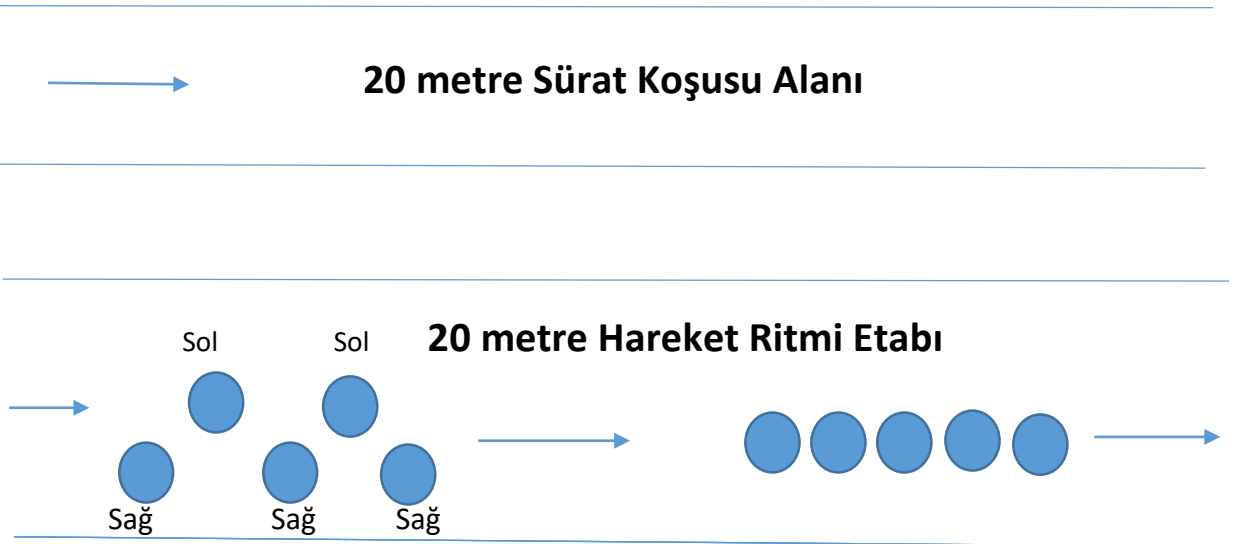 20 metre Sürat Koşusu Alanı
20 metre Hareket Ritmi Etabı
Sol
Sol
Sağ
Sağ
Sağ